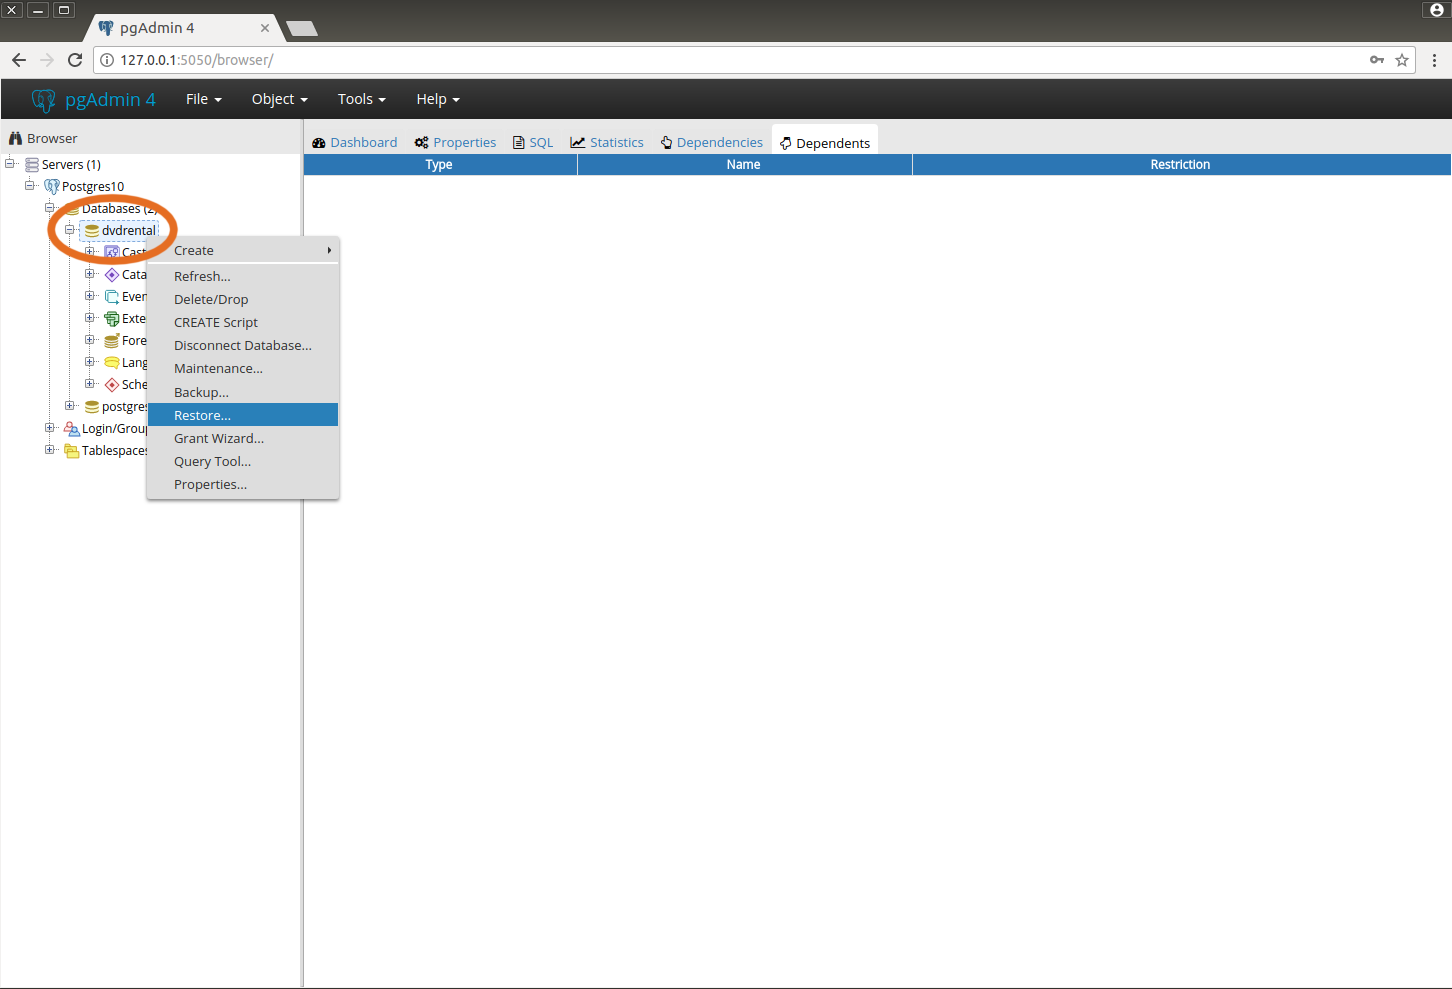 pgAdmin 4
127.0.0.1:5050/browser/
pgAdmin 4 File Object Tools Help
Browser
Dashboard Properties SQL Statistics Dependencies Dependents
Type Name Restriction
Servers (1)
Postgres10
Databases (2)
dvdrental
Cast
Cata
Even
Exte
Fore
Lang
Sche
postgres
Login/Group
Tablespaces
Create
Refresh...
Delete/Drop
CREATE Script
Disconnect Database...
Maintenance...
Backup...
Restore...
Grant Wizard...
Query Tool...
Properties...